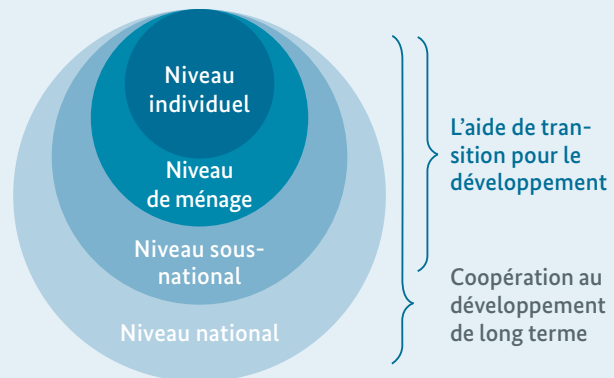 Niveau
individuel
Niveau
de ménage
Niveau sous-
national
Niveau national
L'aide de tran-
sition pour le
développement
Coopération au
développement
de long terme